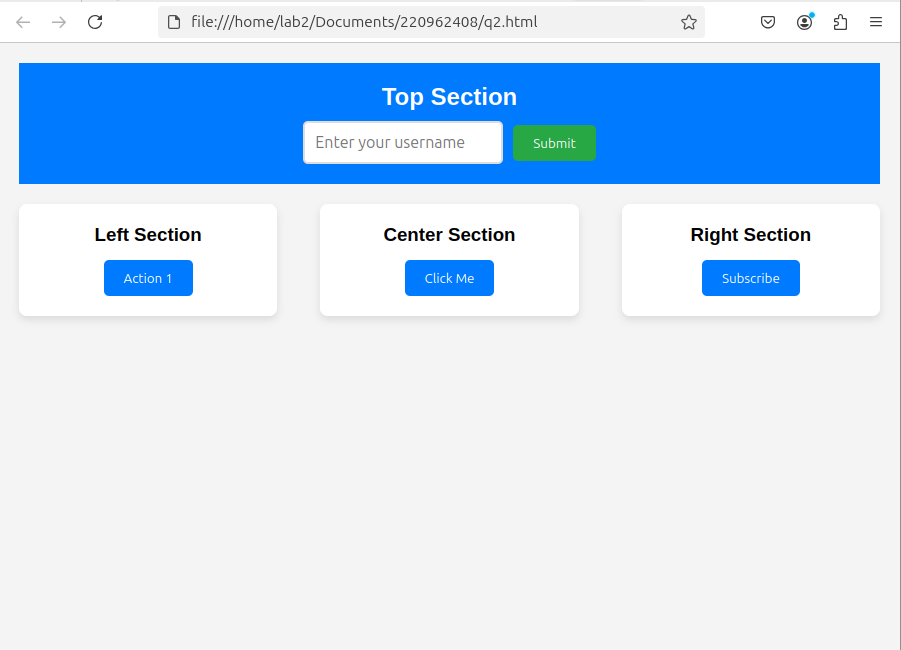 file:///home/lab2/Documents/220962408/q2.html
Top Section
Enter your username
Submit
Left Section
Center Section
Right Section
Action 1
Click Me
Subscribe